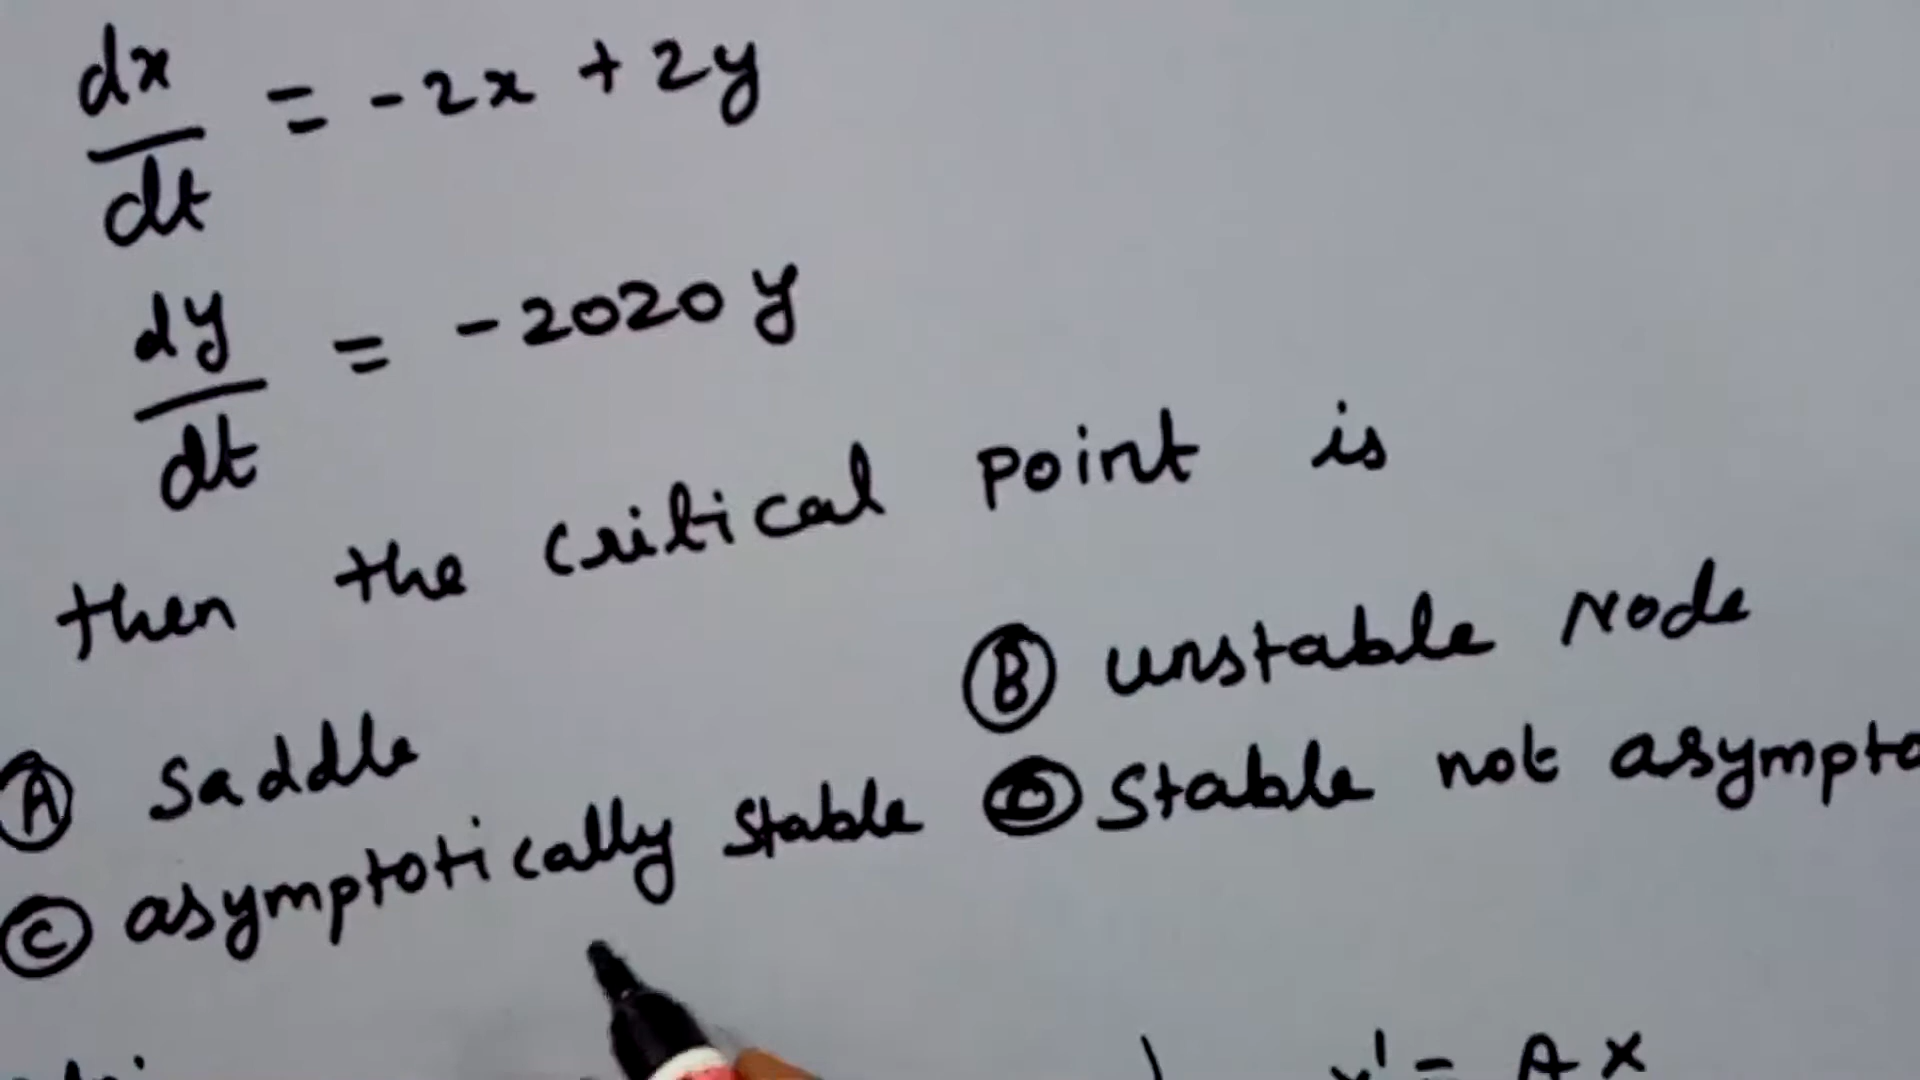 dx/dt = -2x + 2y
dy/dt = -2020 y
then the critical point is
(A) saddle (B) unstable Node
(C) asymptotically stable (D) stable not asympto
x' = Ax